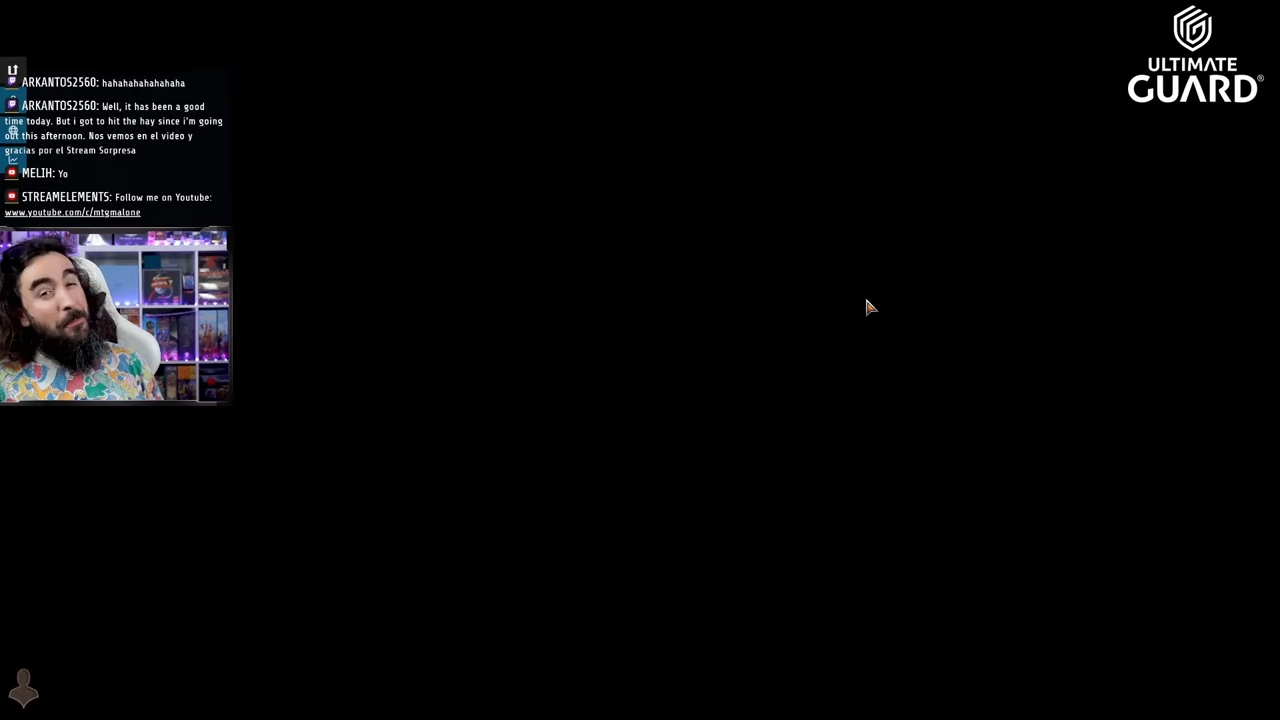 ULTIMATE
GUARD®
ARKANTOS2560: hahahahahahahaha
ARKANTOS2560: Well, it has been a good
time today. But i got to hit the hay since i'm going
out this afternoon. Nos vemos en el video y
gracias por el Stream Sorpresa
MELIH: Yo
STREAMELEMENTS: Follow me on Youtube:
www.youtube.com/c/mtgmalone